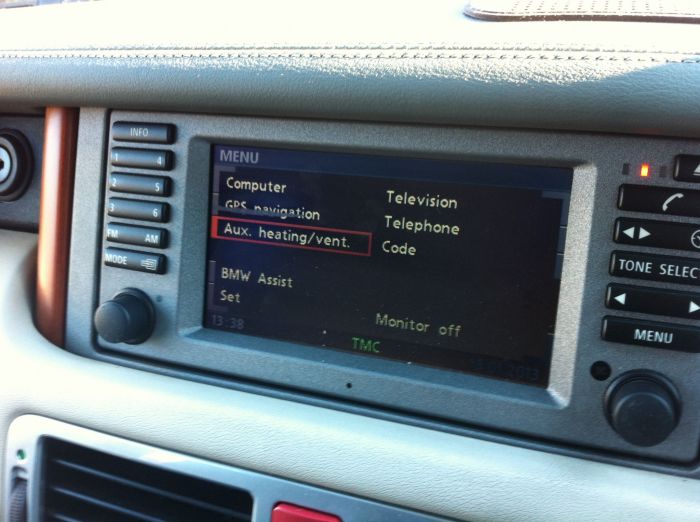 INFO
1 4
2 5
3 6
FM AM
MODE
MENU
Computer
GPS navigation
Aux. heating/vent.
BMW Assist
Set
13:38
Television
Telephone
Code
Monitor off
TMC
TONE SELECT
MENU